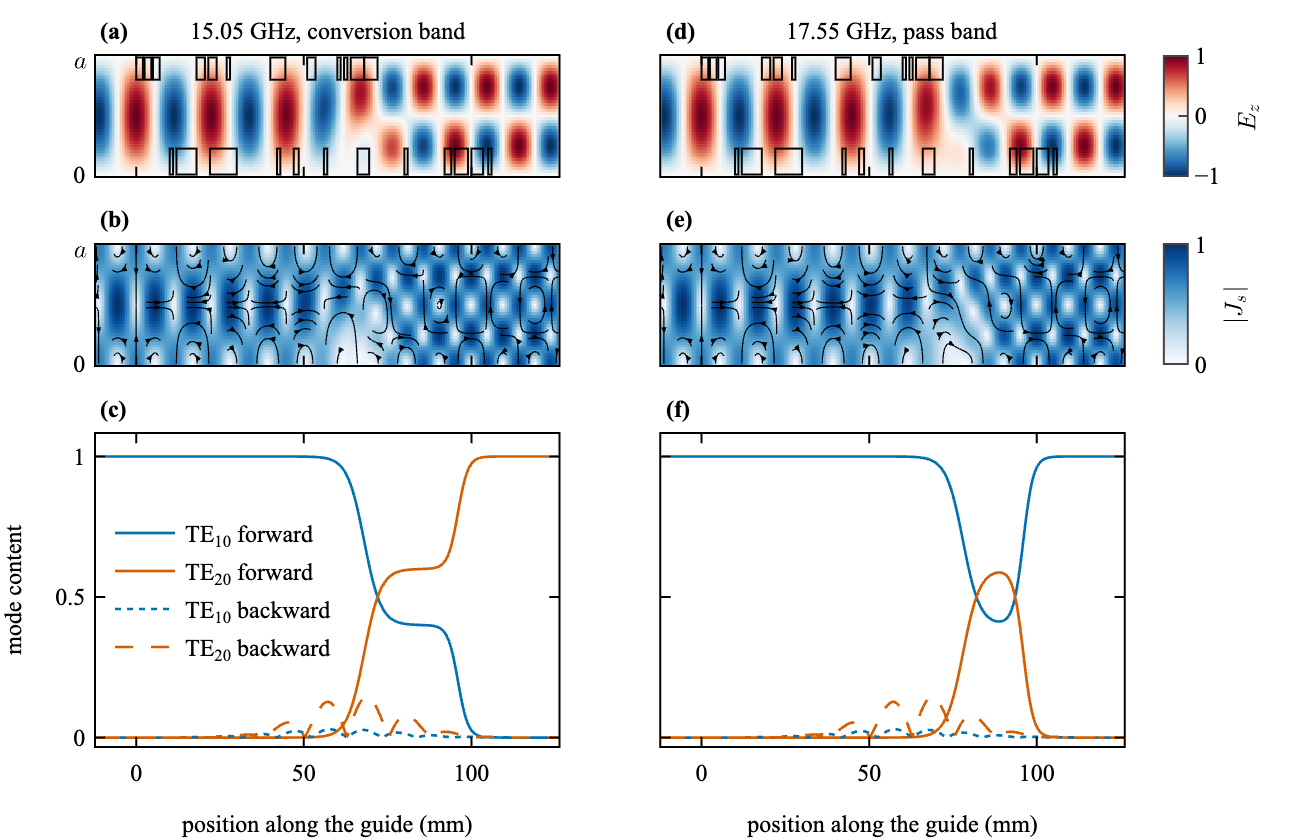 (a) 15.05 GHz, conversion band
(d) 17.55 GHz, pass band
a
0
1
0
−1
E_z
(b)
(e)
a
0
1
0
|J_s|
(c)
(f)
1
0.5
0
mode content
TE₁₀ forward
TE₂₀ forward
TE₁₀ backward
TE₂₀ backward
0 50 100
0 50 100
position along the guide (mm)
position along the guide (mm)